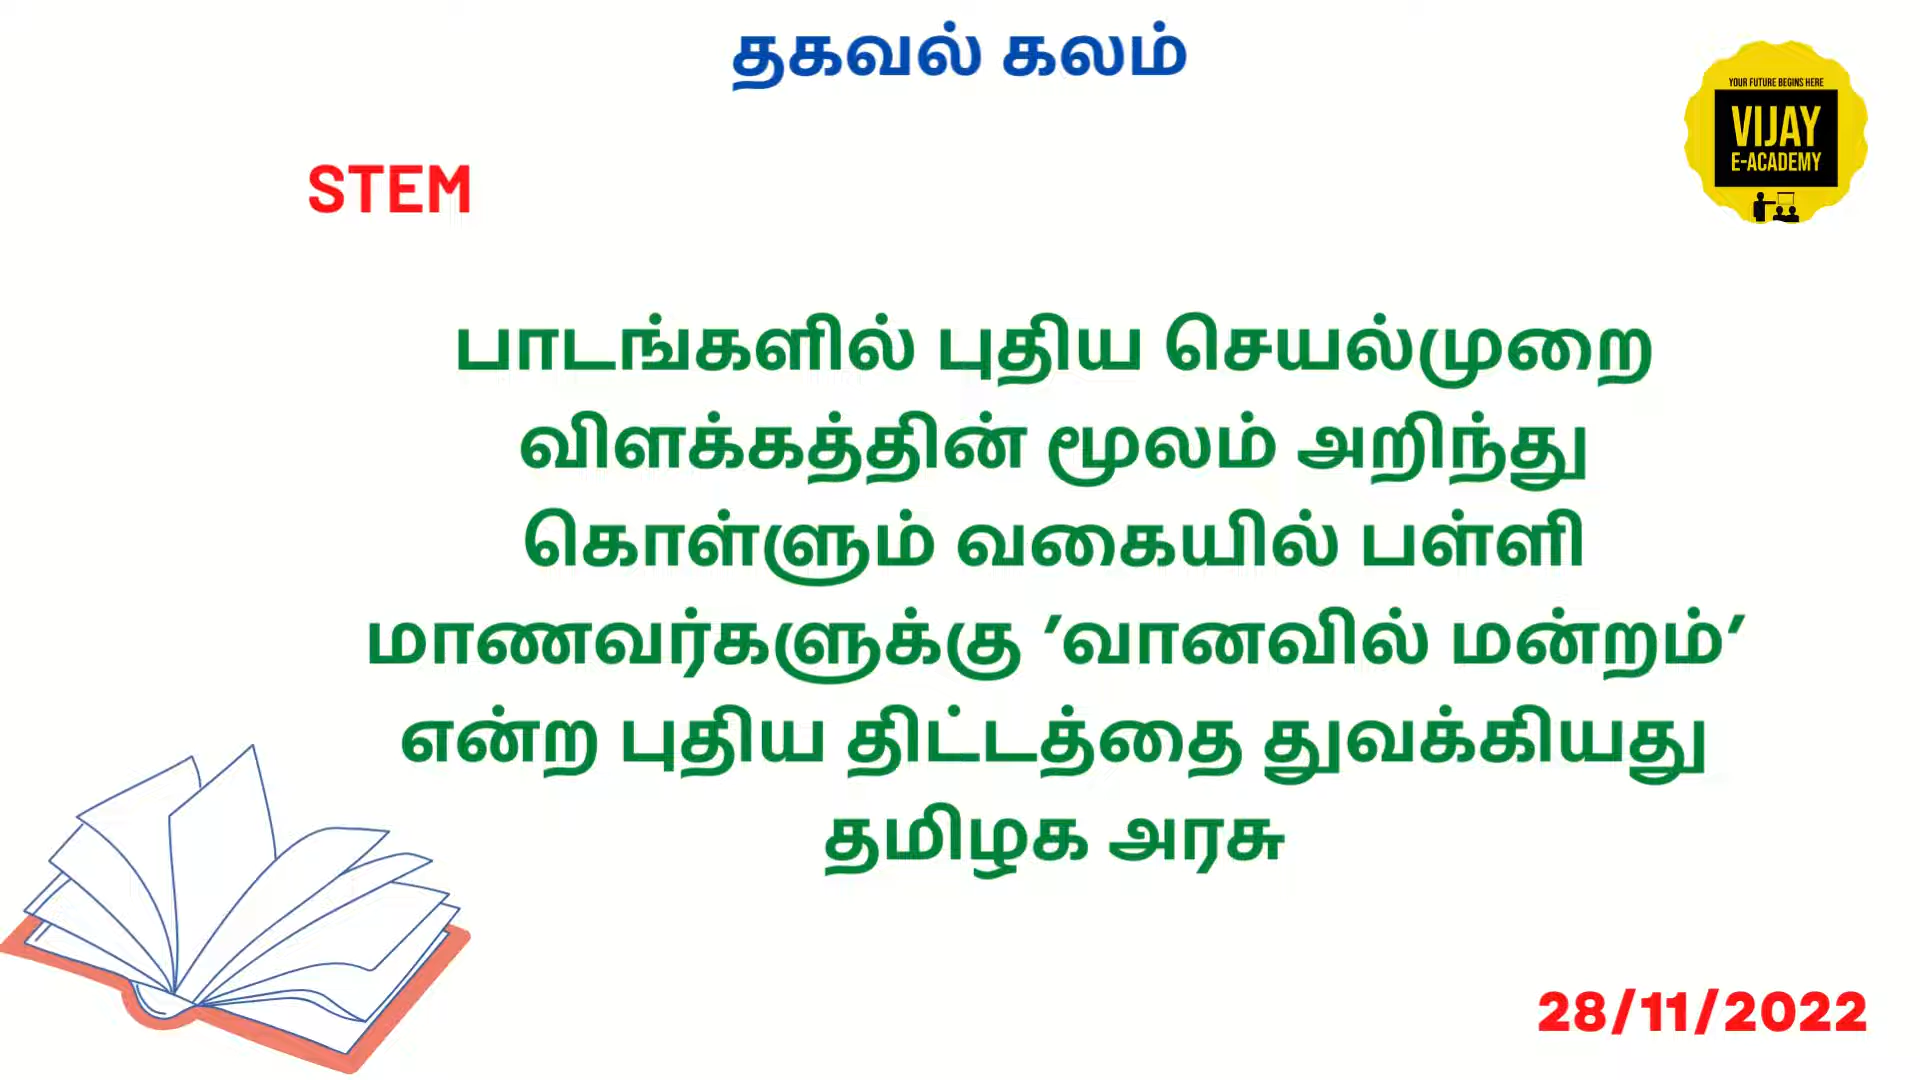 தகவல் கலம்
YOUR FUTURE BEGINS HERE
VIJAY
E-ACADEMY
STEM
பாடங்களில் புதிய செயல்முறை
விளக்கத்தின் மூலம் அறிந்து
கொள்ளும் வகையில் பள்ளி
மாணவர்களுக்கு ’வானவில் மன்றம்’
என்ற புதிய திட்டத்தை துவக்கியது
தமிழக அரசு
28/11/2022